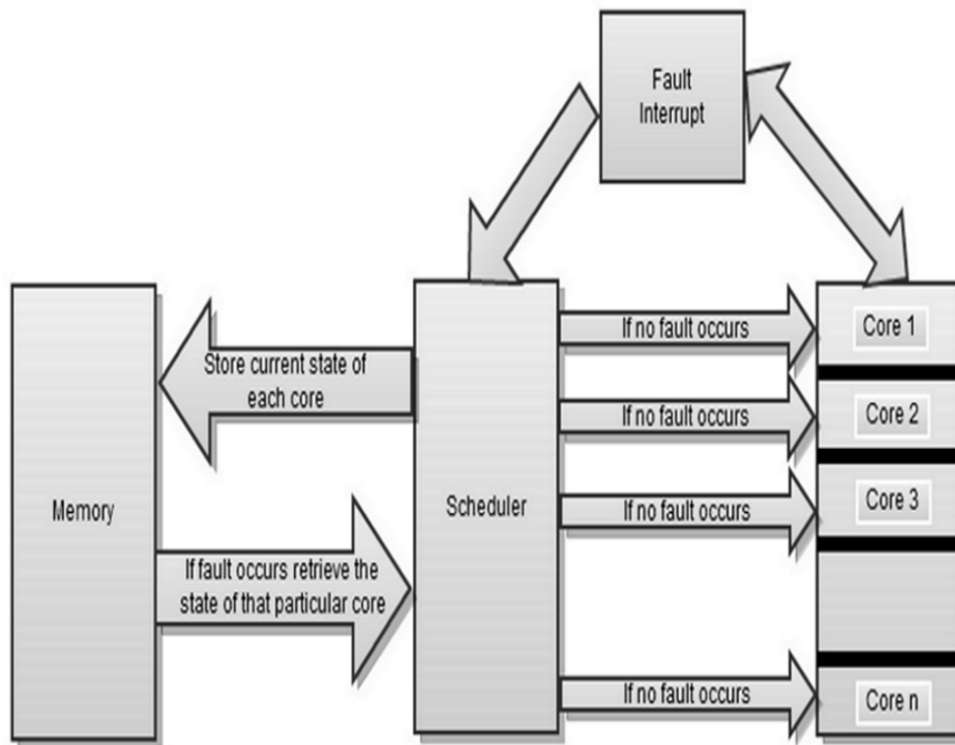 Fault
Interrupt
If no fault occurs
Core 1
Store current state of
each core
If no fault occurs
Core 2
Memory
Scheduler
If no fault occurs
Core 3
If fault occurs retrieve the
state of that particular core
If no fault occurs
Core n